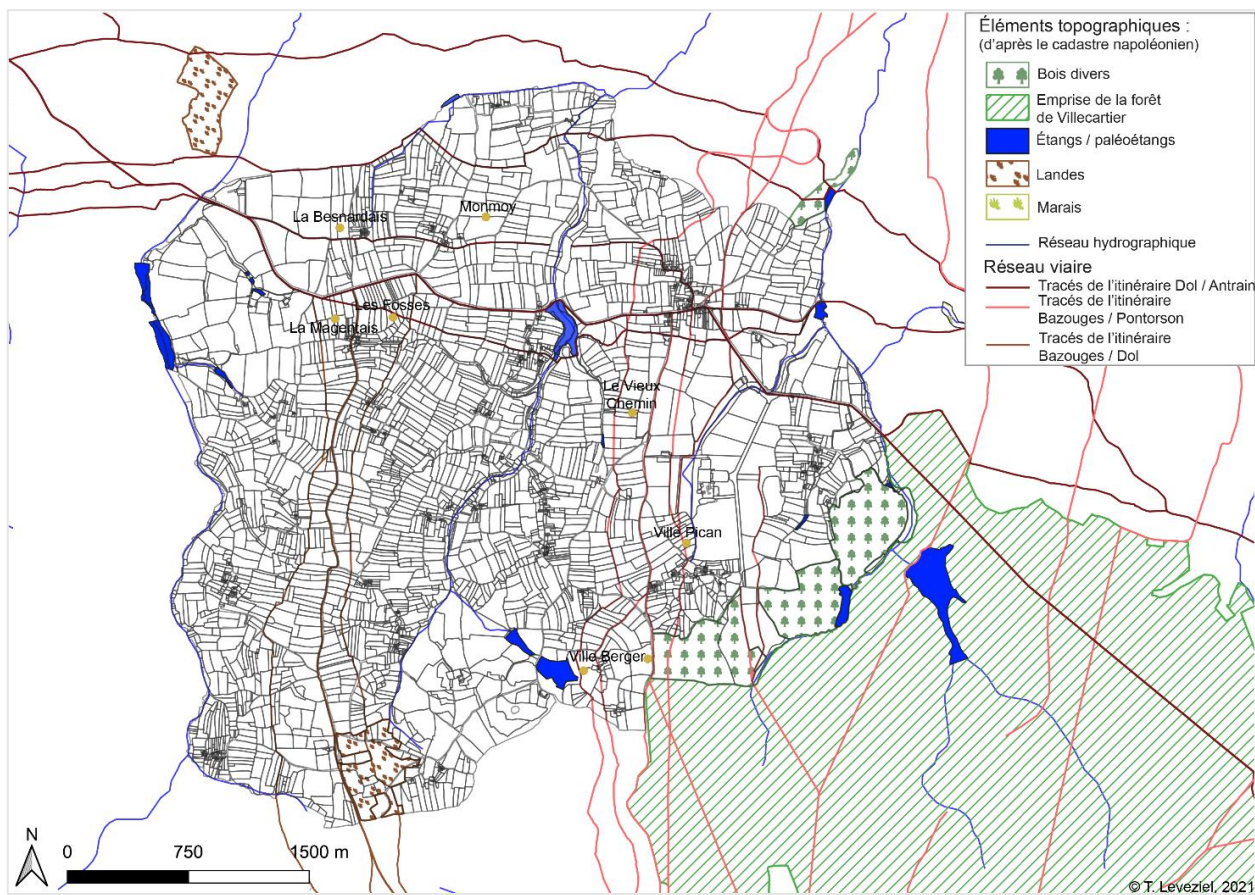 Éléments topographiques :
(d'après le cadastre napoléonien)
Bois divers
Emprise de la forêt
de Villecartier
Étangs / paléoétangs
Landes
Marais
Réseau hydrographique
Réseau viaire
Tracés de l'itinéraire Dol / Antrain
Tracés de l'itinéraire
Bazouges / Pontorson
Tracés de l'itinéraire
Bazouges / Dol
La Besnardais
Monmoy
Les Fosses
La Magentais
Le Vieux
Chemin
Ville Pican
Ville Berger
N
0 750 1500 m
© T. Leveziel, 2021